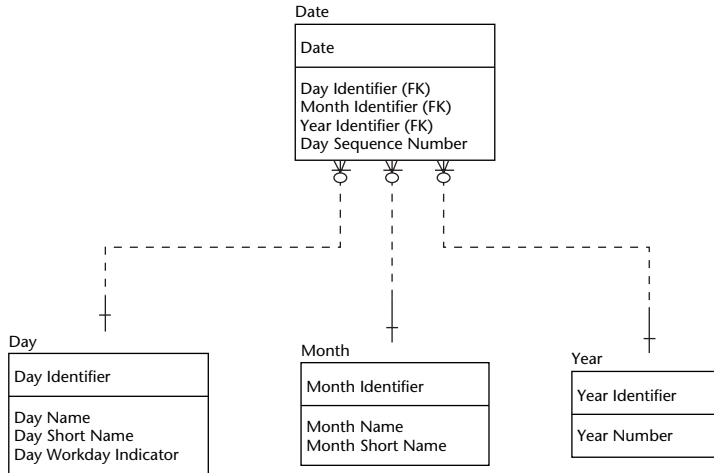 Date
Date
Day Identifier (FK)
Month Identifier (FK)
Year Identifier (FK)
Day Sequence Number
Day
Day Identifier
Day Name
Day Short Name
Day Workday Indicator
Month
Month Identifier
Month Name
Month Short Name
Year
Year Identifier
Year Number